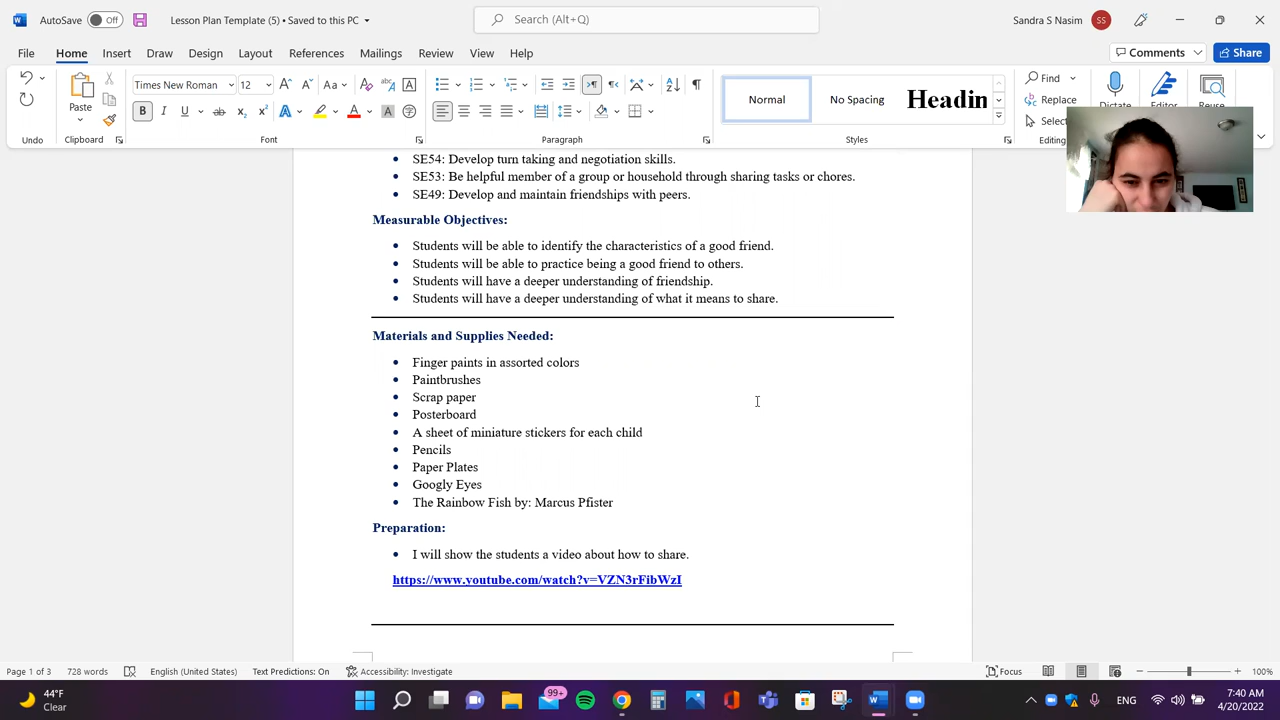 AutoSave Off Lesson Plan Template (5) • Saved to this PC Search (Alt+Q) Sandra S Nasim SS
File Home Insert Draw Design Layout References Mailings Review View Help Comments Share
Times New Roman 12 Aa Normal No Spacing Headin Find
Paste Replace Dictate Editor Reuse
Selec
Undo Clipboard Font Paragraph Styles Editing
SE54: Develop turn taking and negotiation skills.
SE53: Be helpful member of a group or household through sharing tasks or chores.
SE49: Develop and maintain friendships with peers.
Measurable Objectives:
Students will be able to identify the characteristics of a good friend.
Students will be able to practice being a good friend to others.
Students will have a deeper understanding of friendship.
Students will have a deeper understanding of what it means to share.
Materials and Supplies Needed:
Finger paints in assorted colors
Paintbrushes
Scrap paper
Posterboard
A sheet of miniature stickers for each child
Pencils
Paper Plates
Googly Eyes
The Rainbow Fish by: Marcus Pfister
Preparation:
I will show the students a video about how to share.
https://www.youtube.com/watch?v=VZN3rFibWzI
Page 1 of 3 728 words English (United States) Text Predictions: On Accessibility: Investigate Focus 100%
44°F 99+ ENG 7:40 AM
Clear 4/20/2022